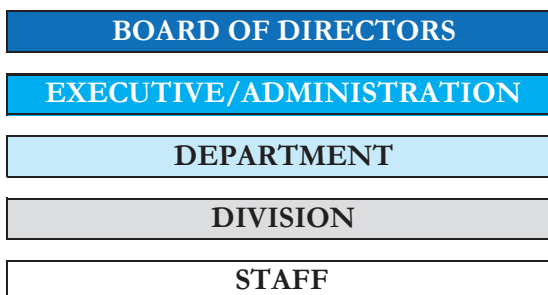 BOARD OF DIRECTORS
EXECUTIVE/ADMINISTRATION
DEPARTMENT
DIVISION
STAFF